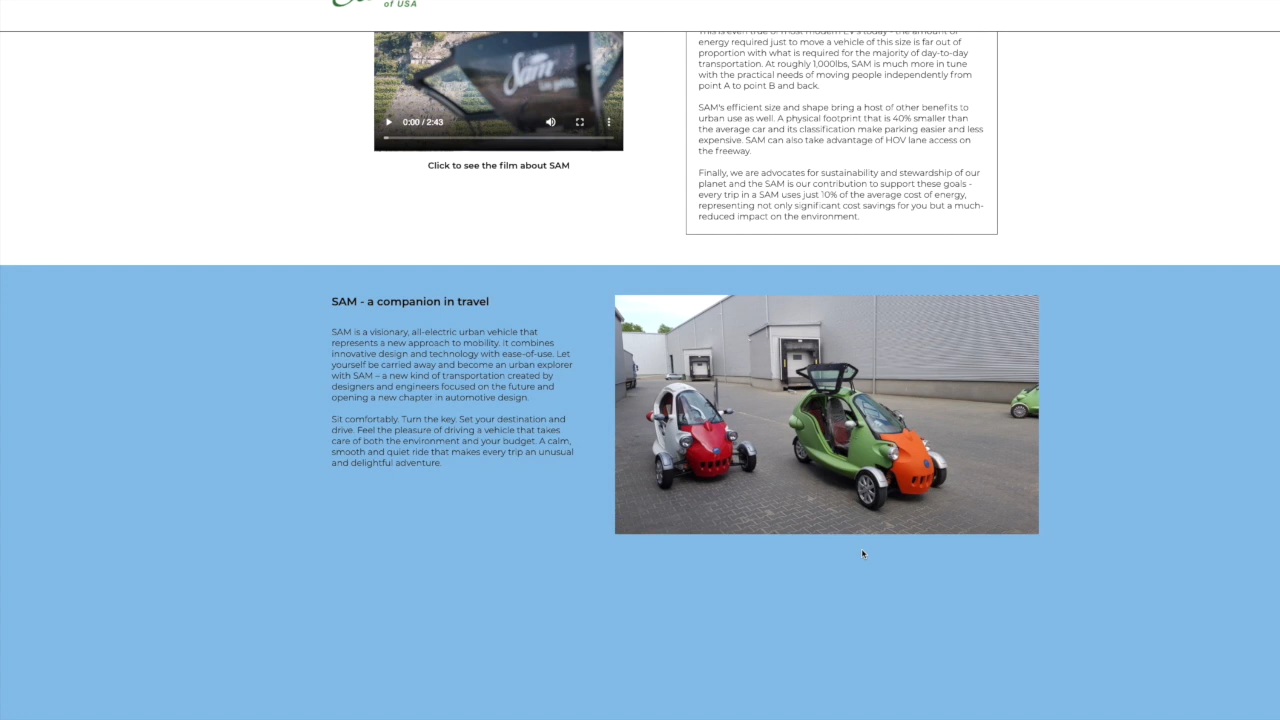 of USA
This is even true of most modern EV's today - the amount of
energy required just to move a vehicle of this size is far out of
proportion with what is required for the majority of day-to-day
transportation. At roughly 1,000lbs, SAM is much more in tune
with the practical needs of moving people independently from
point A to point B and back.
SAM's efficient size and shape bring a host of other benefits to
urban use as well. A physical footprint that is 40% smaller than
the average car and its classification make parking easier and less
expensive. SAM can also take advantage of HOV lane access on
the freeway.
Finally, we are advocates for sustainability and stewardship of our
planet and the SAM is our contribution to support these goals -
every trip in a SAM uses just 10% of the average cost of energy,
representing not only significant cost savings for you but a much-
reduced impact on the environment.
Sam
0:00 / 2:43
Click to see the film about SAM
SAM - a companion in travel
SAM is a visionary, all-electric urban vehicle that
represents a new approach to mobility. it combines
innovative design and technology with ease-of-use. Let
yourself be carried away and become an urban explorer
with SAM – a new kind of transportation created by
designers and engineers focused on the future and
opening a new chapter in automotive design.
Sit comfortably. Turn the key. Set your destination and
drive. Feel the pleasure of driving a vehicle that takes
care of both the environment and your budget. A calm,
smooth and quiet ride that makes every trip an unusual
and delightful adventure.